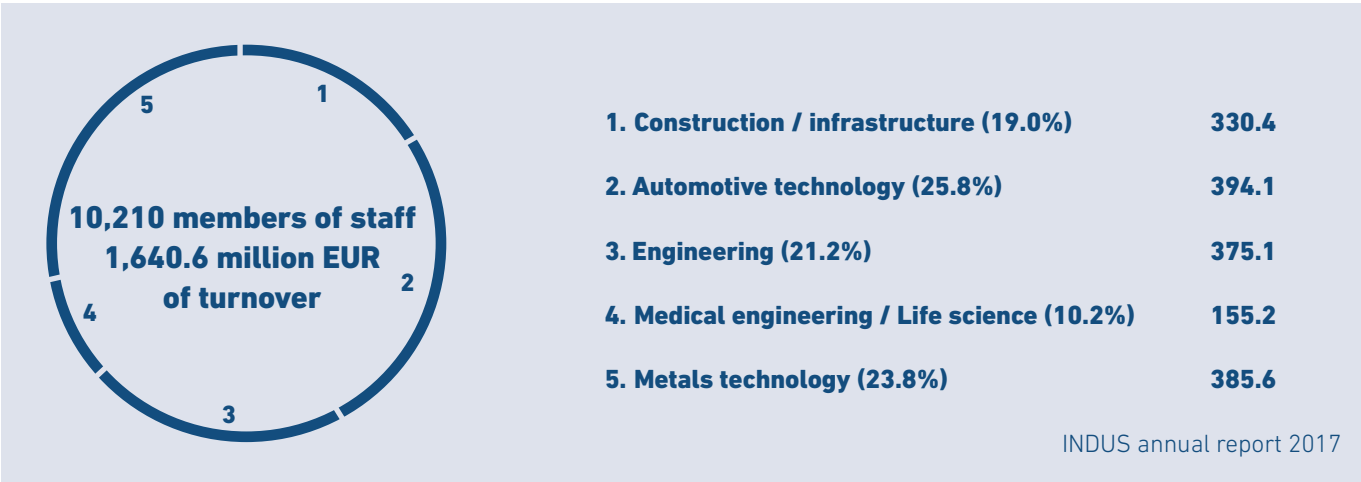 5
1
10,210 members of staff
1,640.6 million EUR
of turnover
2
4
3
1. Construction / infrastructure (19.0%) 330.4
2. Automotive technology (25.8%) 394.1
3. Engineering (21.2%) 375.1
4. Medical engineering / Life science (10.2%) 155.2
5. Metals technology (23.8%) 385.6
INDUS annual report 2017